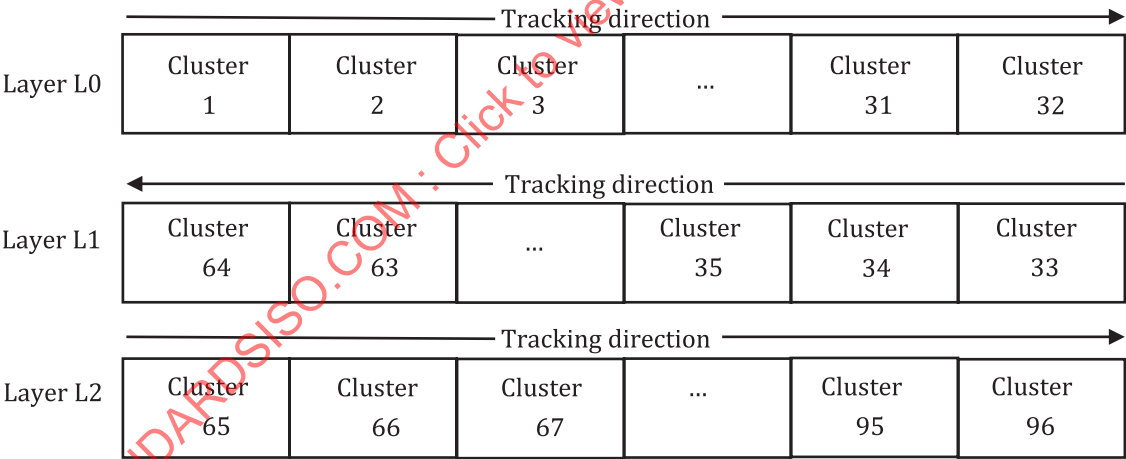 Tracking direction
Layer L0
Cluster 1
Cluster 2
Cluster 3
...
Cluster 31
Cluster 32
Tracking direction
Layer L1
Cluster 64
Cluster 63
...
Cluster 35
Cluster 34
Cluster 33
Tracking direction
Layer L2
Cluster 65
Cluster 66
Cluster 67
...
Cluster 95
Cluster 96
DARDSISO.COM : Click to view